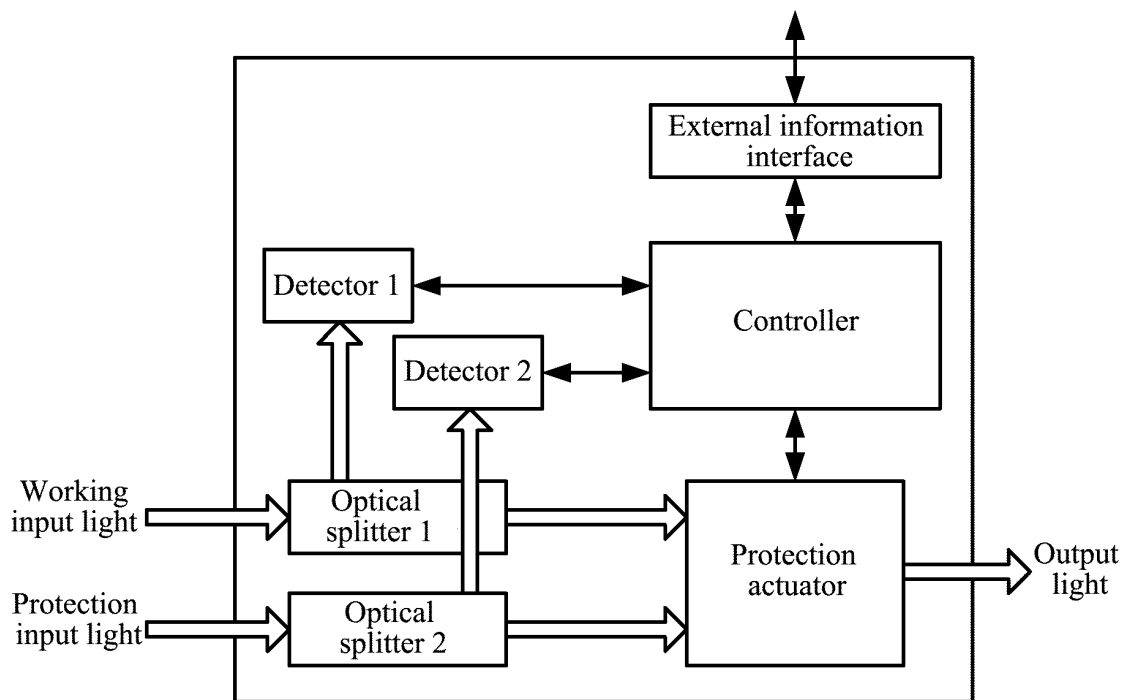 External information
interface
Detector 1
Controller
Detector 2
Working
input light
Optical
splitter 1
Protection
actuator
Output
light
Protection
input light
Optical
splitter 2